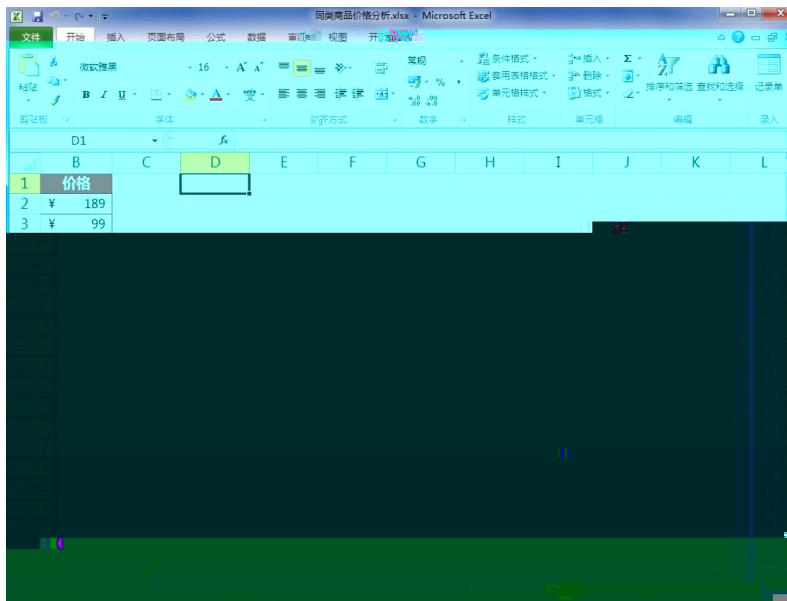 同类商品价格分析.xlsx - Microsoft Excel
文件 开始 插入 页面布局 公式 数据 审阅 视图
微软雅黑 16 A A 常规 条件格式 插入 Σ
粘贴 B I U A % , 套用表格格式 删除 排序和筛选 查找和选择 记录单
单元格样式 格式
剪贴板 字体 对齐方式 数字 样式 单元格 编辑 录入
D1 fx
B C D E F G H I J K L
1 价格
2 ¥ 189
3 ¥ 99